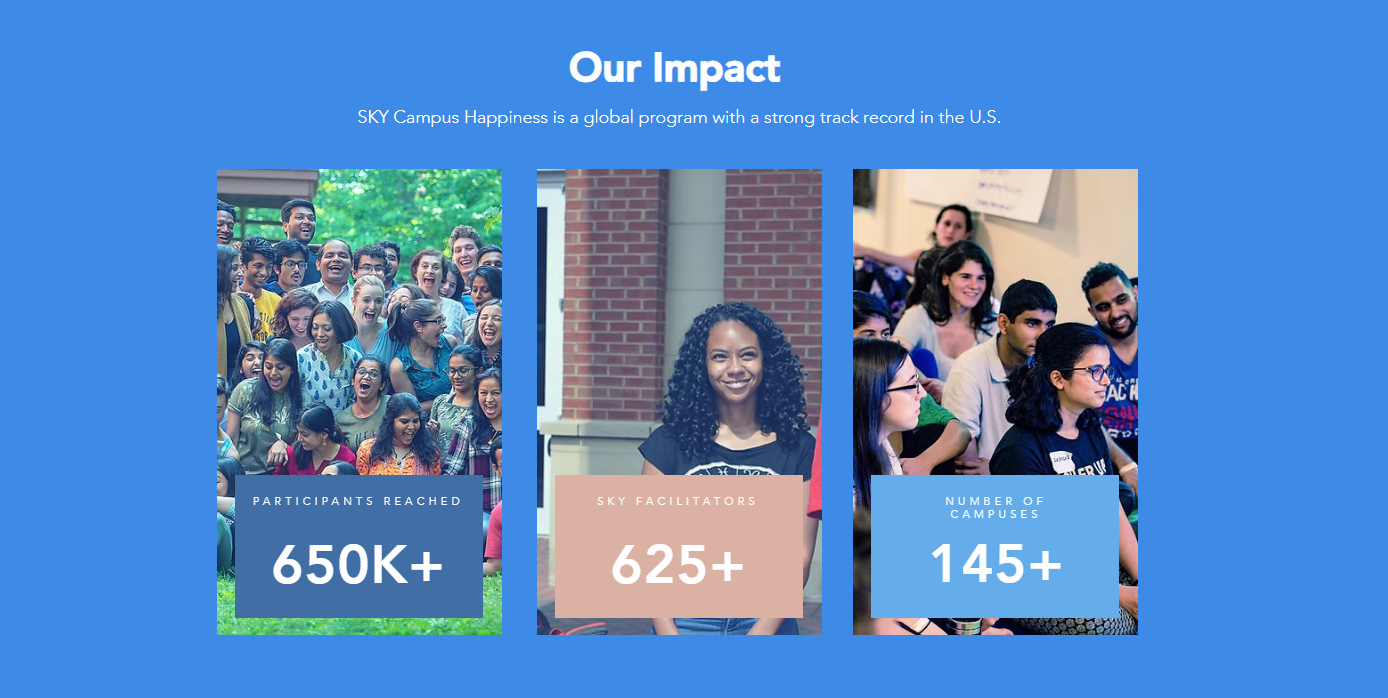 Our Impact
SKY Campus Happiness is a global program with a strong track record in the U.S.
PARTICIPANTS REACHED
650K+
SKY FACILITATORS
625+
NUMBER OF
CAMPUSES
145+